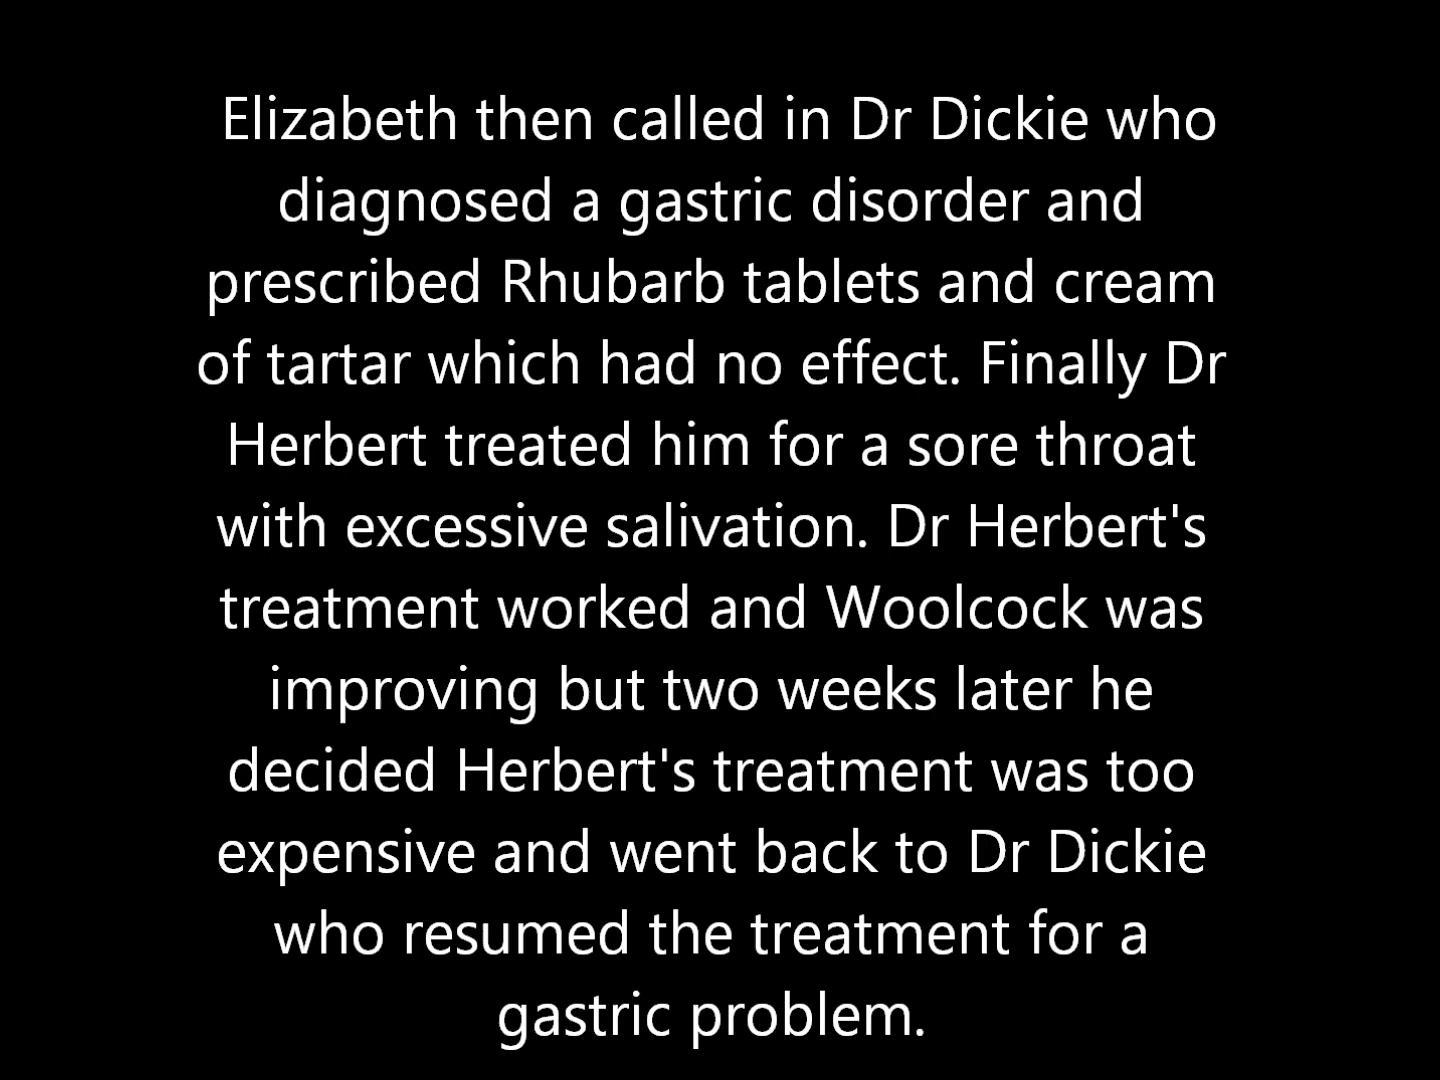 Elizabeth then called in Dr Dickie who
diagnosed a gastric disorder and
prescribed Rhubarb tablets and cream
of tartar which had no effect. Finally Dr
Herbert treated him for a sore throat
with excessive salivation. Dr Herbert's
treatment worked and Woolcock was
improving but two weeks later he
decided Herbert's treatment was too
expensive and went back to Dr Dickie
who resumed the treatment for a
gastric problem.